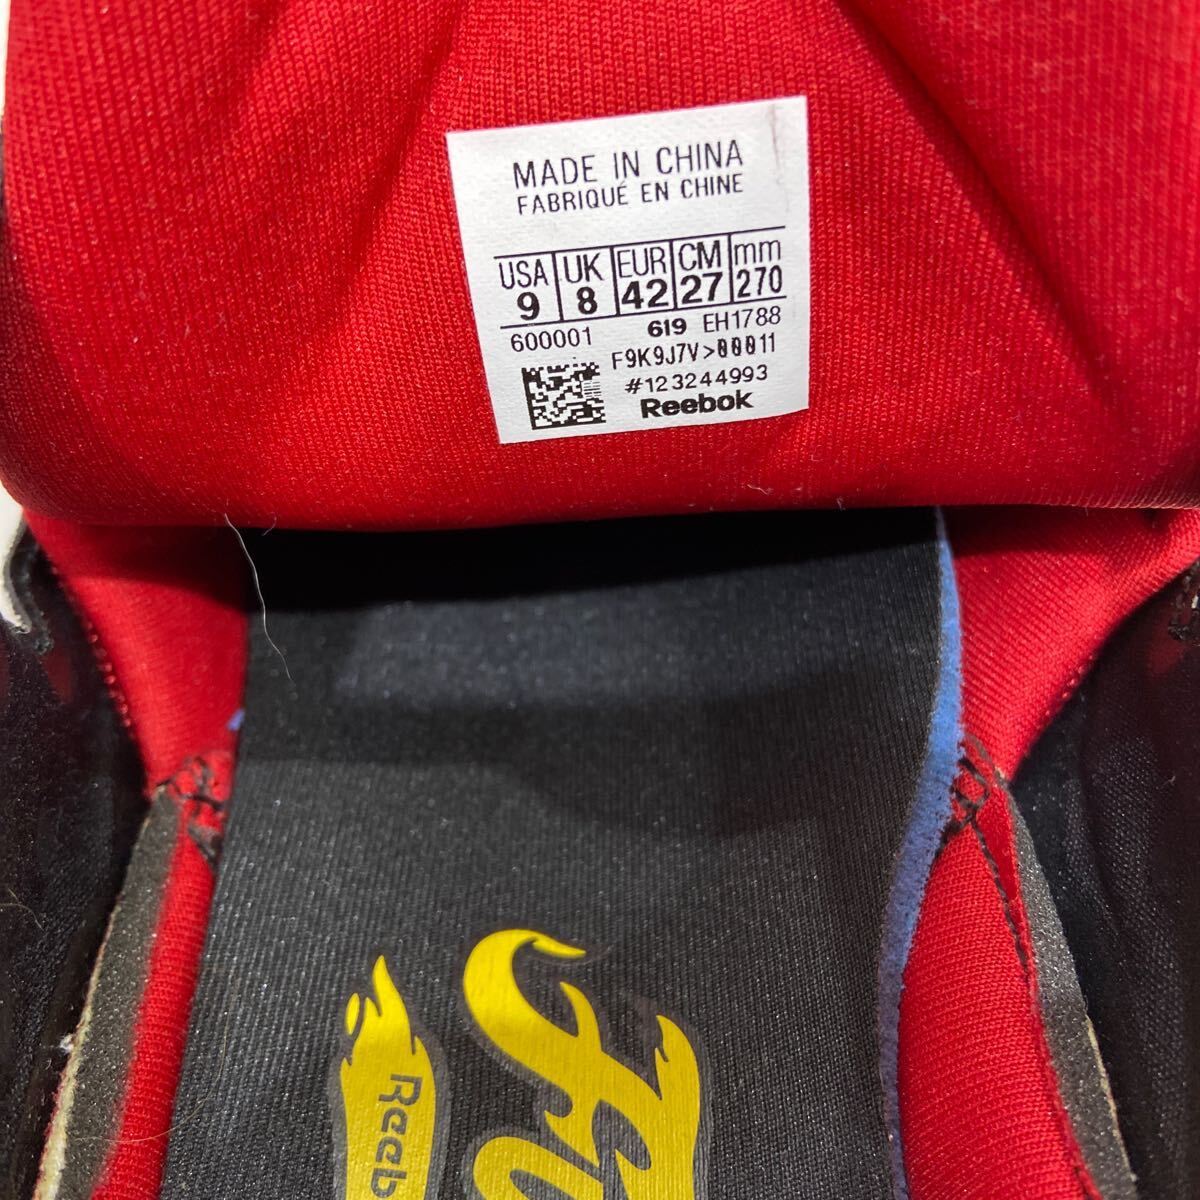 MADE IN CHINA
FABRIQUÉ EN CHINE
USA UK EUR CM mm
9 8 42 27 270
600001 619 EH1788
F9K9J7V>00011
#123244993
Reebok
Reeb